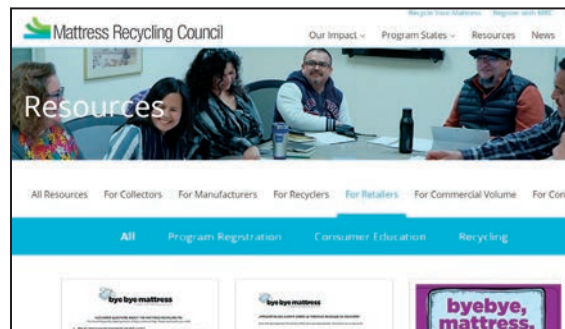 Recycle Your Mattress Register with MRC
Mattress Recycling Council
Our Impact Program States Resources News
Resources
All Resources For Collectors For Manufacturers For Recyclers For Retailers For Commercial Volume For Con
All Program Registration Consumer Education Recycling
bye bye mattress
bye bye mattress
byebye,
mattress.